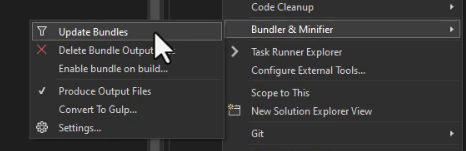 Update Bundles
Delete Bundle Output
Enable bundle on build...
Produce Output Files
Convert To Gulp...
Settings...
Code Cleanup
Bundler & Minifier
Task Runner Explorer
Configure External Tools...
Scope to This
New Solution Explorer View
Git